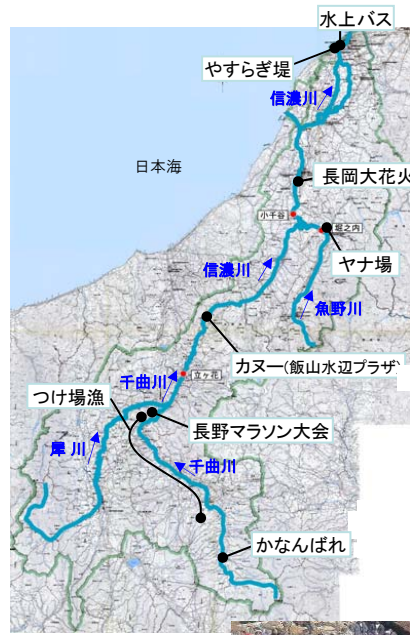 水上バス
やすらぎ堤
信濃川
日本海
長岡大花火
小千谷
堀之内
ヤナ場
信濃川
魚野川
カヌー(飯山水辺プラザ)
千曲川
立ヶ花
つけ場漁
長野マラソン大会
犀 川
千曲川
かなんばれ